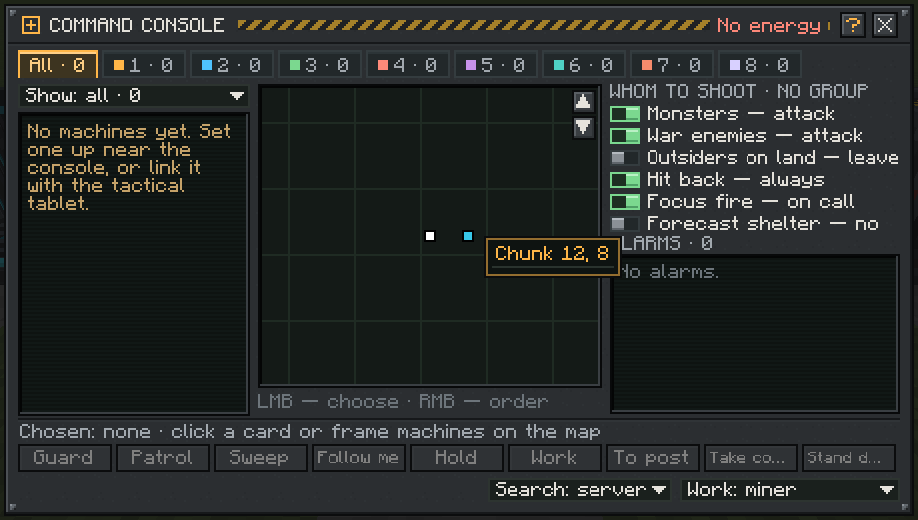 COMMAND CONSOLE No energy ?
All · 0 1 · 0 2 · 0 3 · 0 4 · 0 5 · 0 6 · 0 7 · 0 8 · 0
Show: all · 0
No machines yet. Set
one up near the
console, or link it
with the tactical
tablet.
Chunk 12, 8
LMB — choose · RMB — order
WHOM TO SHOOT · NO GROUP
Monsters — attack
War enemies — attack
Outsiders on land — leave
Hit back — always
Focus fire — on call
Forecast shelter — no
LARMS · 0
No alarms.
Chosen: none · click a card or frame machines on the map
Guard Patrol Sweep Follow me Hold Work To post Take co... Stand d...
Search: server Work: miner